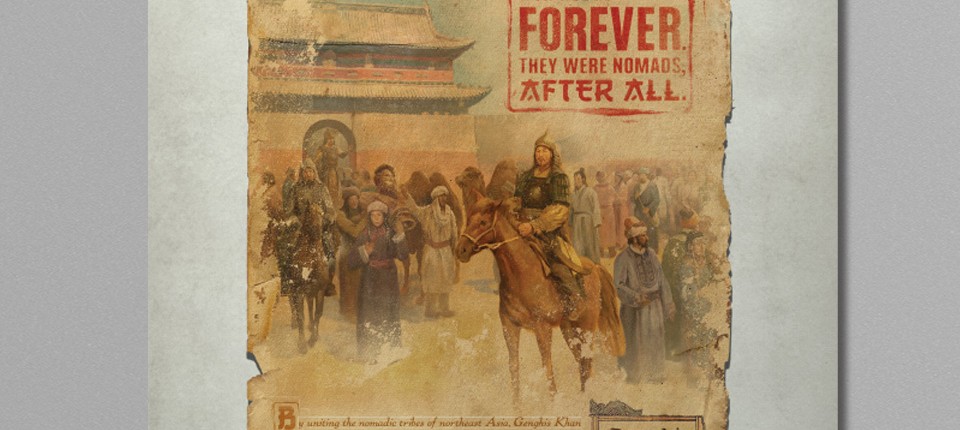 FOREVER.
THEY WERE NOMADS,
AFTER ALL.
By uniting the nomadic tribes of northeast Asia, Genghis Khan